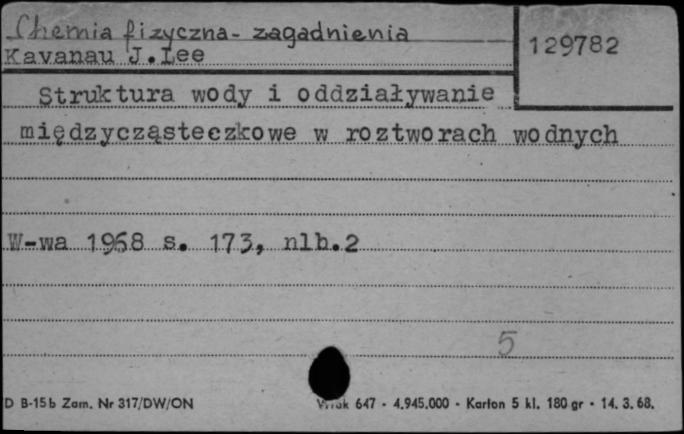 Chemia fizyczna - zagadnienia
Kavanau J.Lee
129782
Struktura wody i oddziaływanie
międzycząsteczkowe w roztworach wodnych
W-wa 1968 s. 173, nlb.2
5
D B-15b Zam. Nr 317/DW/ON
647 - 4.945.000 - Karton 5 kl. 180 gr - 14. 3. 68.